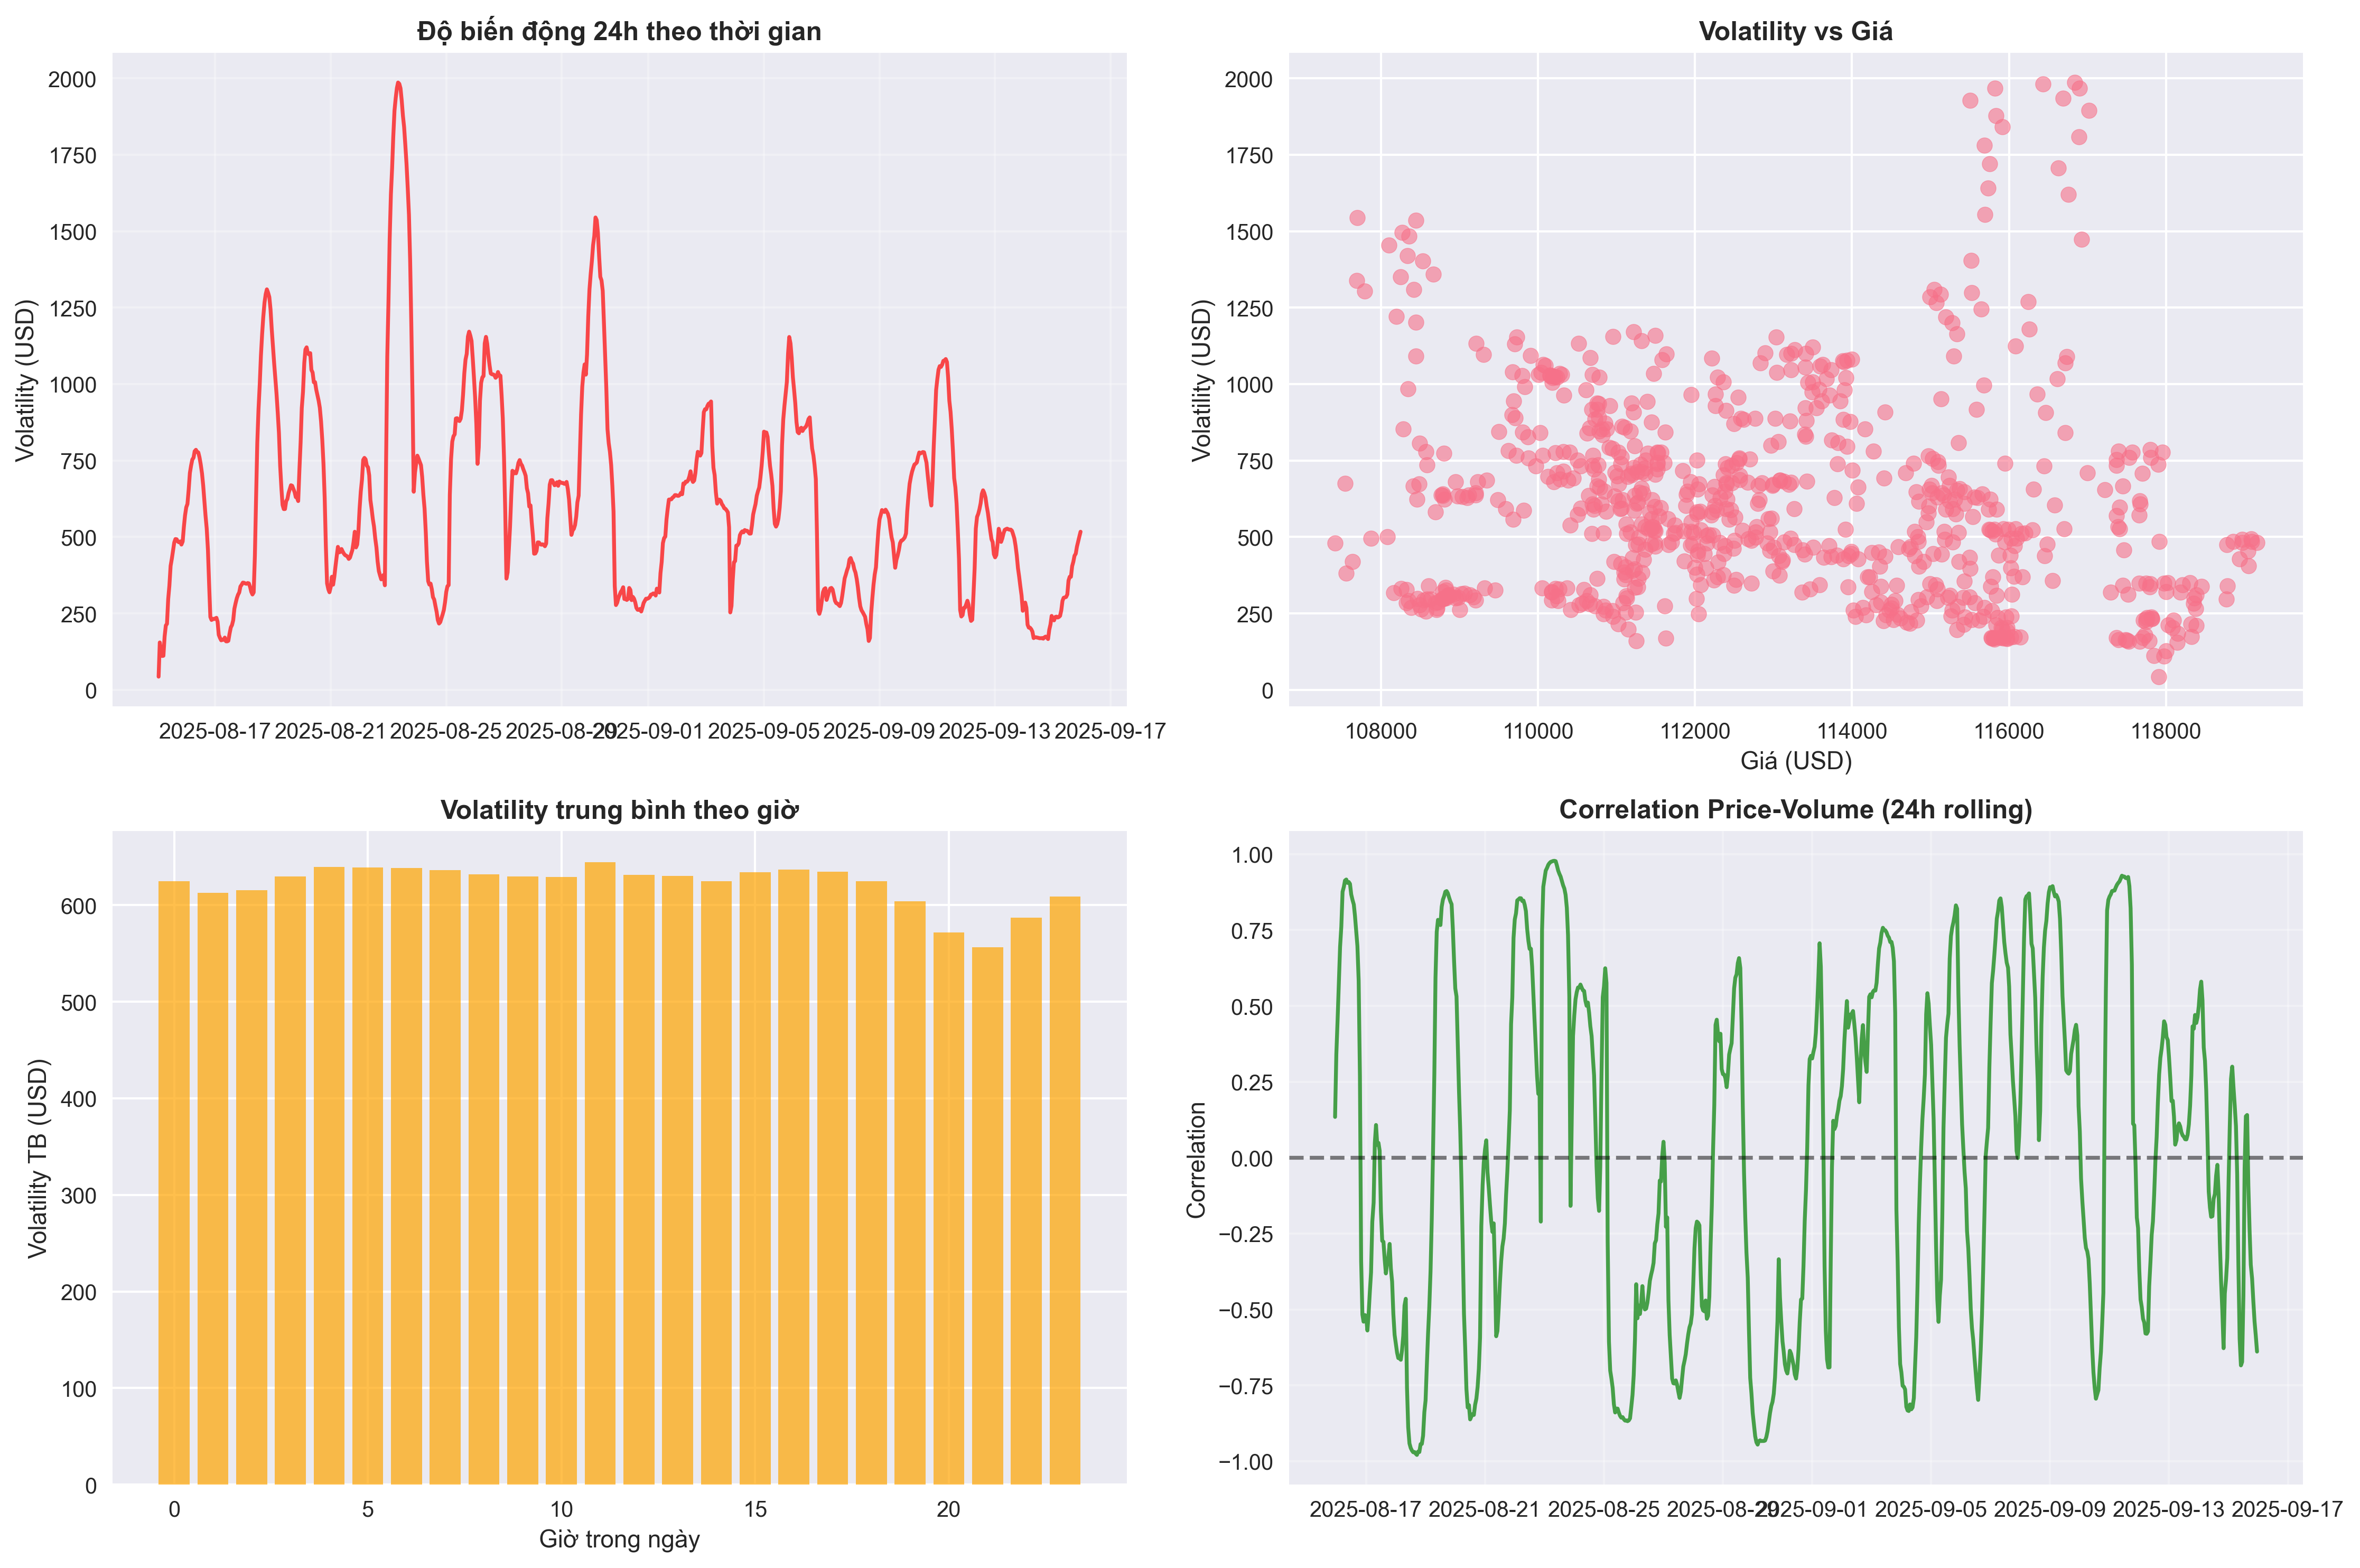 Độ biến động 24h theo thời gian
Volatility (USD)
2000
1750
1500
1250
1000
750
500
250
0
2025-08-17 2025-08-21 2025-08-25 2025-08-29 2025-09-01 2025-09-05 2025-09-09 2025-09-13 2025-09-17
Volatility vs Giá
Volatility (USD)
2000
1750
1500
1250
1000
750
500
250
0
108000 110000 112000 114000 116000 118000
Giá (USD)
Volatility trung bình theo giờ
Volatility TB (USD)
600
500
400
300
200
100
0
0 5 10 15 20
Giờ trong ngày
Correlation Price-Volume (24h rolling)
Correlation
1.00
0.75
0.50
0.25
0.00
−0.25
−0.50
−0.75
−1.00
2025-08-17 2025-08-21 2025-08-25 2025-08-29 2025-09-01 2025-09-05 2025-09-09 2025-09-13 2025-09-17